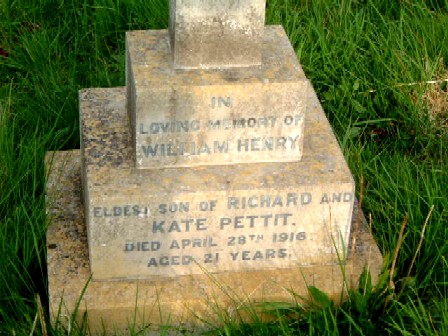 IN
LOVING MEMORY OF
WILLIAM HENRY,
ELDEST SON OF RICHARD AND
KATE PETTIT.
DIED APRIL 28TH 1916.
AGED 21 YEARS.